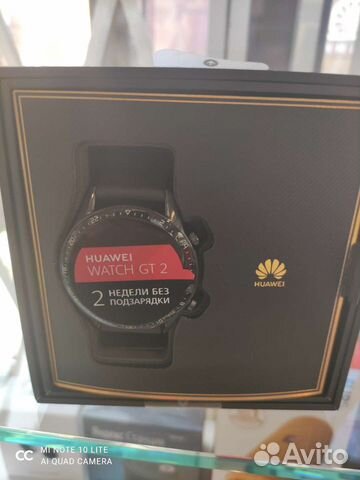 HUAWEI
WATCH GT 2
2 НЕДЕЛИ БЕЗ
ПОДЗАРЯДКИ
HUAWEI
MI NOTE 10 LITE
AI QUAD CAMERA
Avito